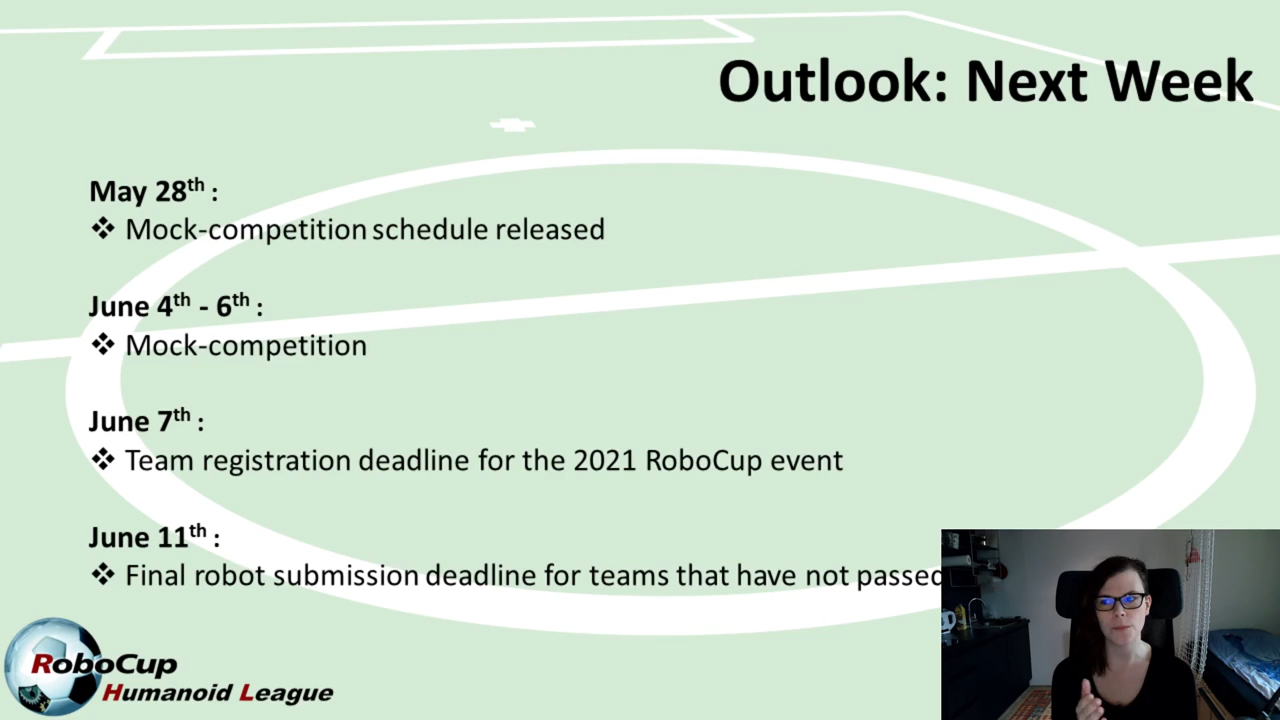 Outlook: Next Week
May 28th :
❖ Mock-competition schedule released
June 4th - 6th :
❖ Mock-competition
June 7th :
❖ Team registration deadline for the 2021 RoboCup event
June 11th :
❖ Final robot submission deadline for teams that have not passed
RoboCup
Humanoid League